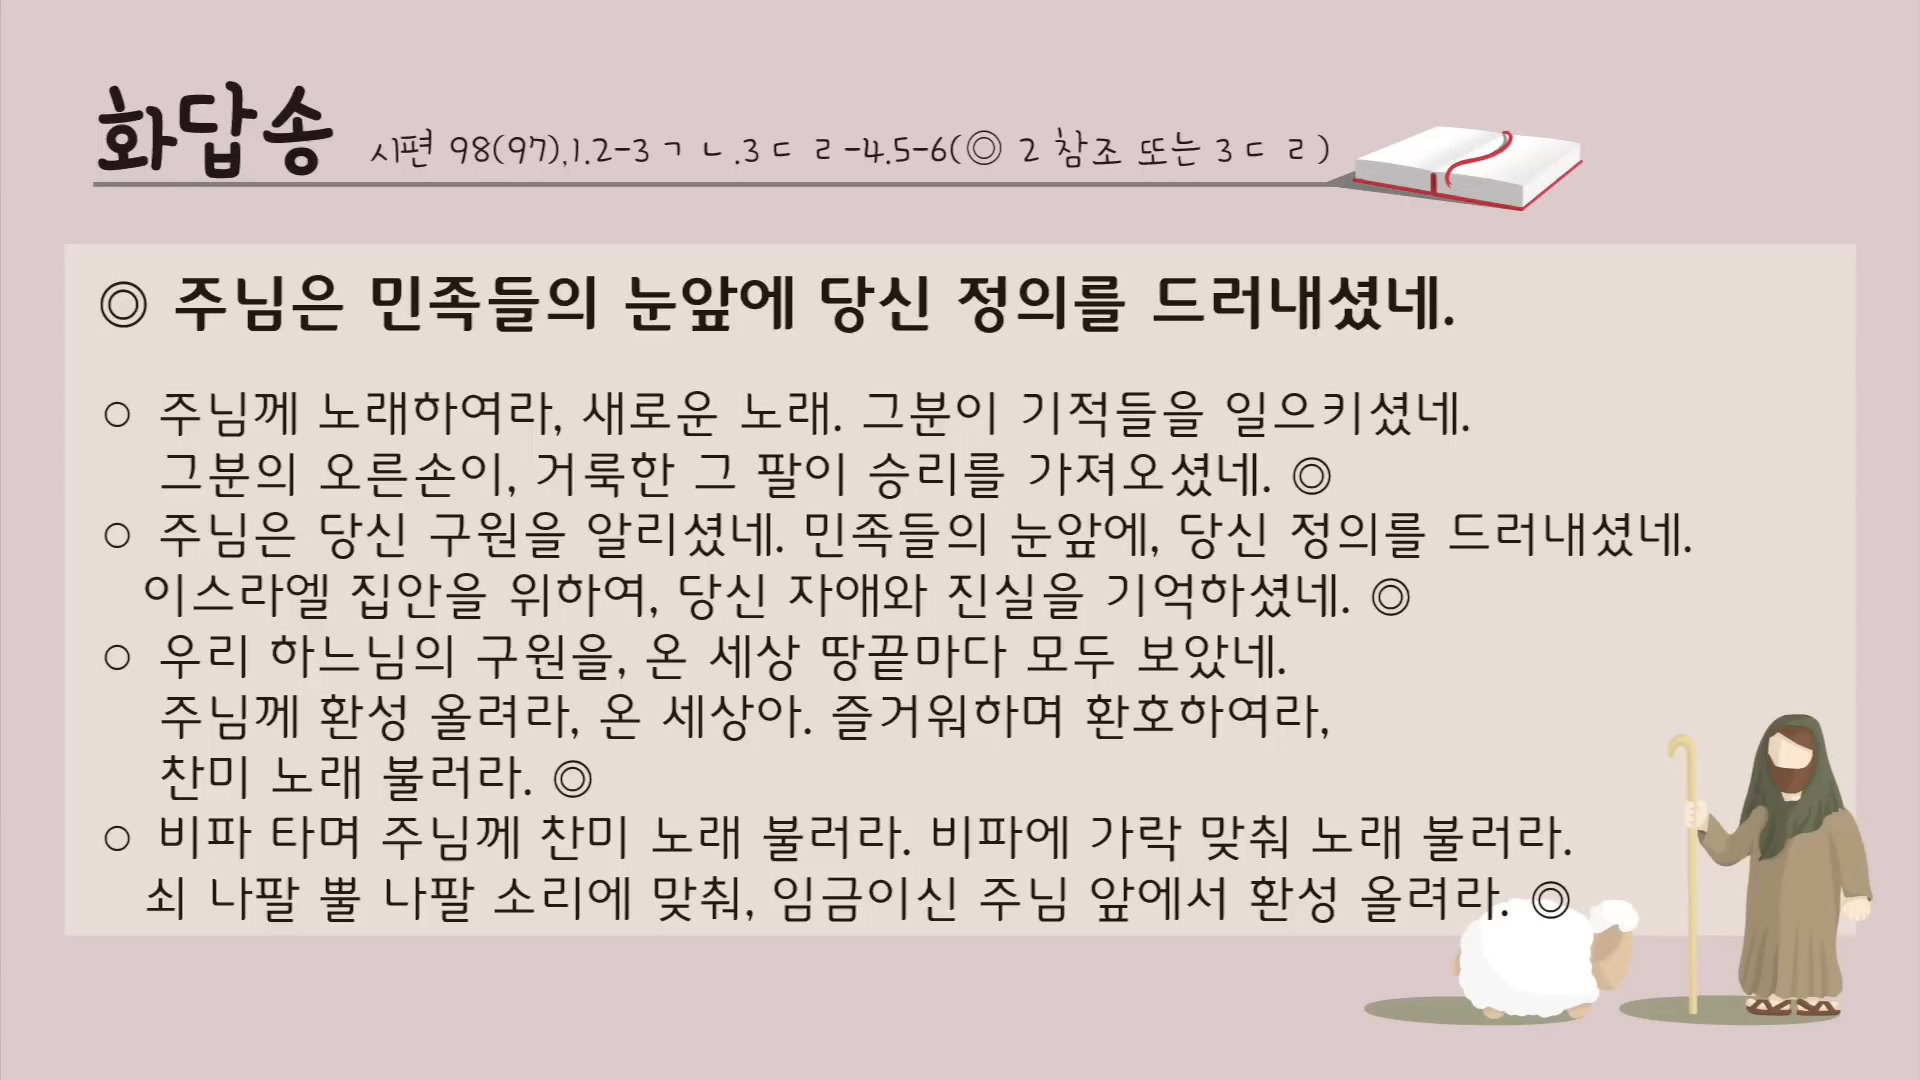 화답송 시편 98(97),1.2-3ㄱㄴ.3ㄷㄹ-4.5-6(◎ 2 참조 또는 3ㄷㄹ)
◎ 주님은 민족들의 눈앞에 당신 정의를 드러내셨네.
○ 주님께 노래하여라, 새로운 노래. 그분이 기적들을 일으키셨네.
그분의 오른손이, 거룩한 그 팔이 승리를 가져오셨네. ◎
○ 주님은 당신 구원을 알리셨네. 민족들의 눈앞에, 당신 정의를 드러내셨네.
이스라엘 집안을 위하여, 당신 자애와 진실을 기억하셨네. ◎
○ 우리 하느님의 구원을, 온 세상 땅끝마다 모두 보았네.
주님께 환성 올려라, 온 세상아. 즐거워하며 환호하여라,
찬미 노래 불러라. ◎
○ 비파 타며 주님께 찬미 노래 불러라. 비파에 가락 맞춰 노래 불러라.
쇠 나팔 뿔 나팔 소리에 맞춰, 임금이신 주님 앞에서 환성 올려라. ◎